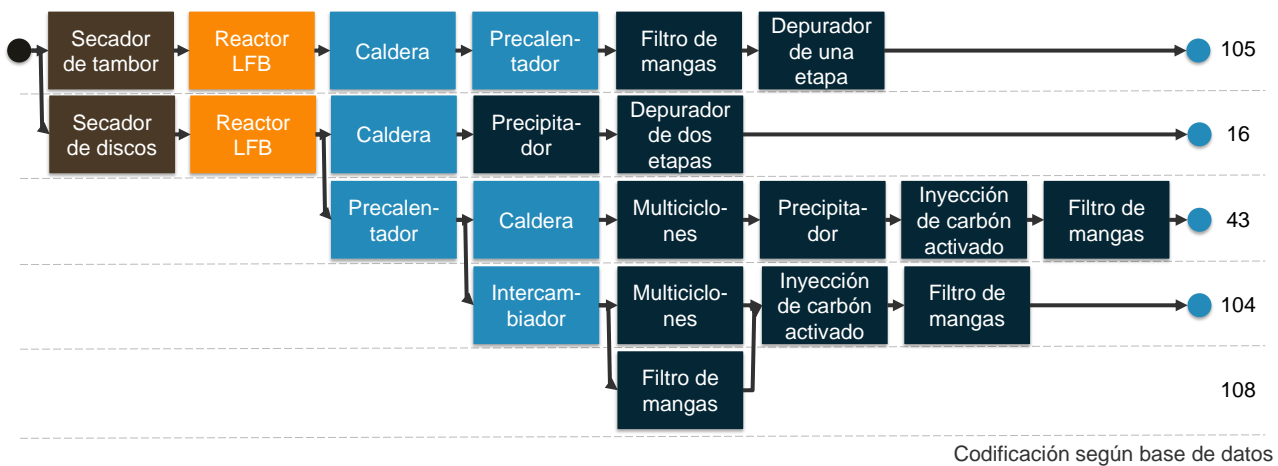 Secador
de tambor
Reactor
LFB
Caldera
Precalen-
tador
Filtro de
mangas
Depurador
de una
etapa
105
Secador
de discos
Reactor
LFB
Caldera
Precipita-
dor
Depurador
de dos
etapas
16
Precalen-
tador
Caldera
Multiciclo-
nes
Precipita-
dor
Inyección
de carbón
activado
Filtro de
mangas
43
Intercam-
biador
Multiciclo-
nes
Inyección
de carbón
activado
Filtro de
mangas
104
Filtro de
mangas
108
Codificación según base de datos